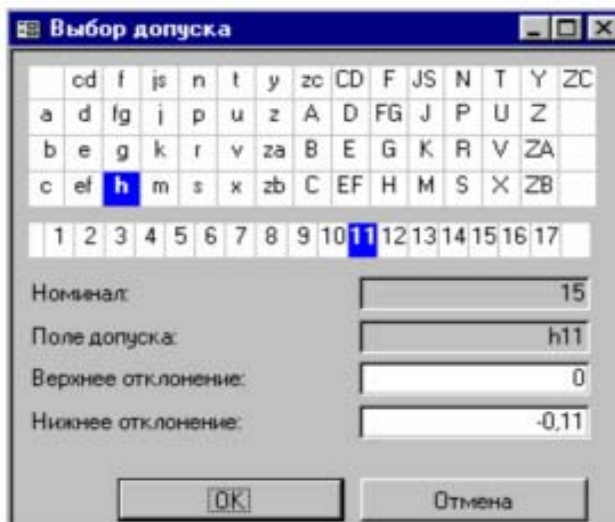 Выбор допуска
cd f js n t y zc CD F JS N T Y ZC
a d fg j p u z A D FG J P U Z
b e g k r v za B E G K R V ZA
c ef h m s x zb C EF H M S X ZB
1 2 3 4 5 6 7 8 9 10 11 12 13 14 15 16 17
Номинал: 15
Поле допуска: h11
Верхнее отклонение: 0
Нижнее отклонение: -0,11
OK Отмена